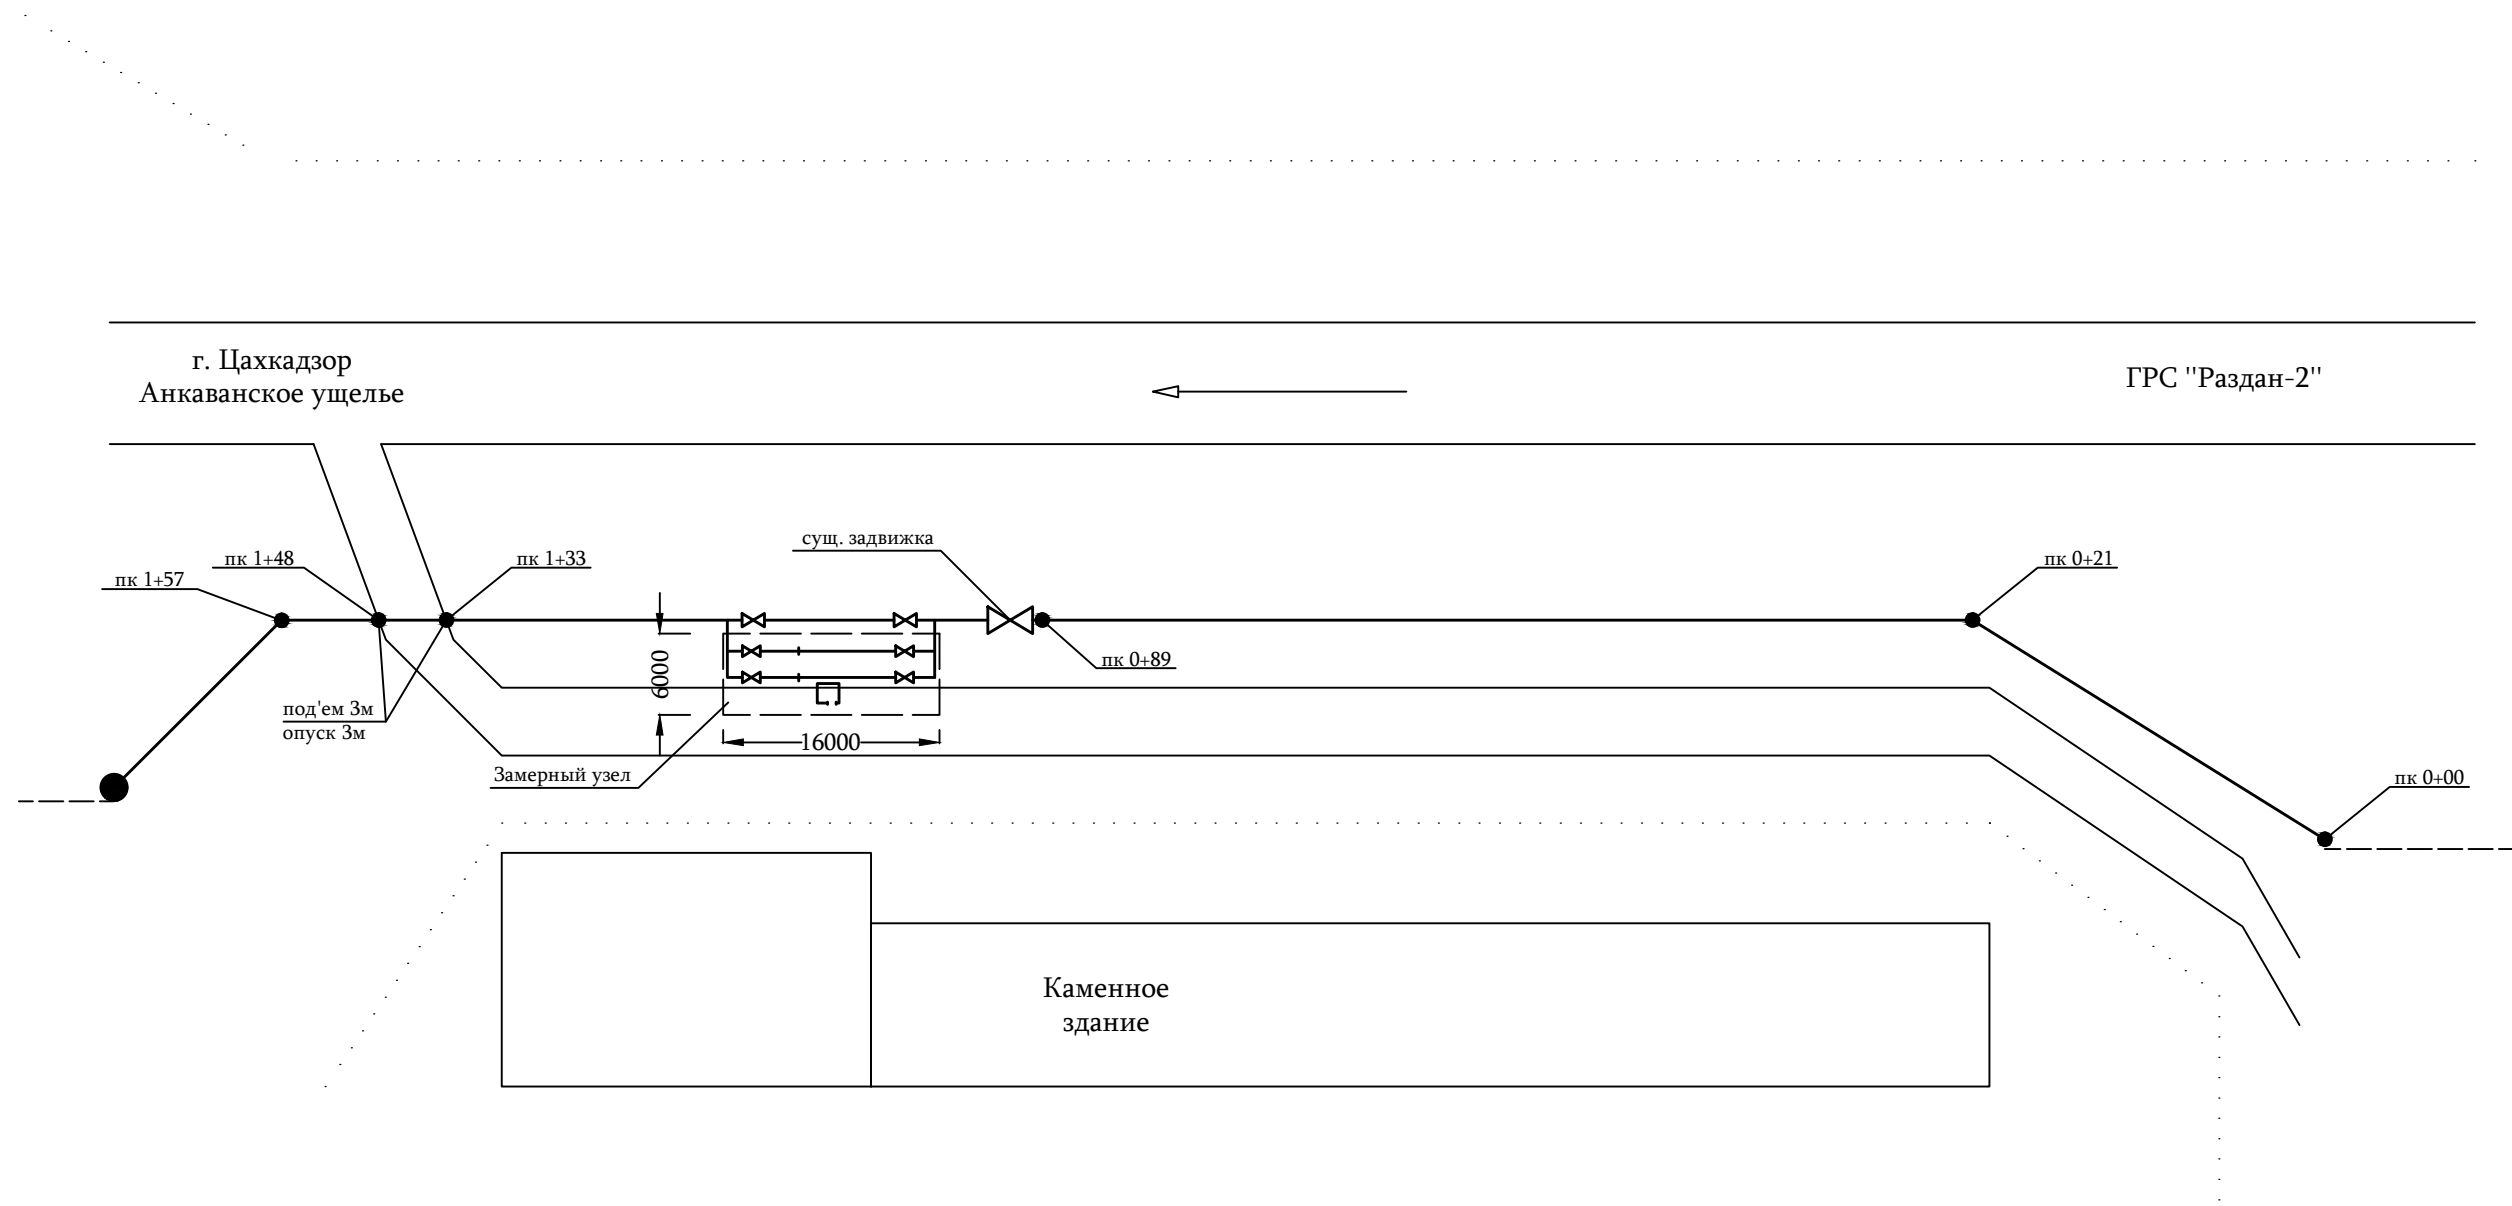 г. Цахкадзор
Анкаванское ущелье
ГРС "Раздан-2"
сущ. задвижка
пк 1+48
пк 1+33
пк 0+21
пк 1+57
пк 0+89
6000
под'ем 3м
опуск 3м
16000
Замерный узел
пк 0+00
Каменное
здание